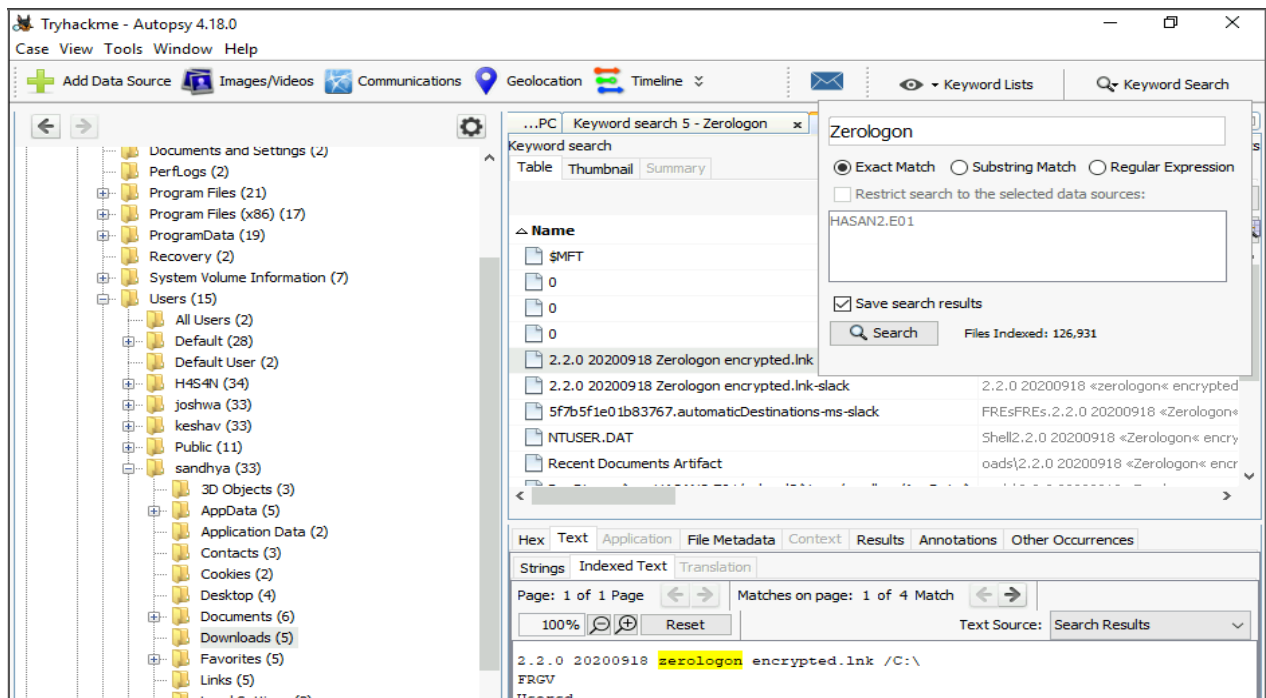 Tryhackme - Autopsy 4.18.0
Case View Tools Window Help
Add Data Source Images/Videos Communications Geolocation Timeline Keyword Lists Keyword Search
Documents and Settings (2)
PerfLogs (2)
Program Files (21)
Program Files (x86) (17)
ProgramData (19)
Recovery (2)
System Volume Information (7)
Users (15)
All Users (2)
Default (28)
Default User (2)
H4S4N (34)
joshwa (33)
keshav (33)
Public (11)
sandhya (33)
3D Objects (3)
AppData (5)
Application Data (2)
Contacts (3)
Cookies (2)
Desktop (4)
Documents (6)
Downloads (5)
Favorites (5)
Links (5)
...PC Keyword search 5 - Zerologon x
Keyword search
Table Thumbnail Summary
Name
$MFT
0
0
0
2.2.0 20200918 Zerologon encrypted.lnk
2.2.0 20200918 Zerologon encrypted.lnk-slack 2.2.0 20200918 «zerologon« encrypted
5f7b5f1e01b83767.automaticDestinations-ms-slack FREsFREs.2.2.0 20200918 «Zerologon«
NTUSER.DAT Shell2.2.0 20200918 «Zerologon« encry
Recent Documents Artifact oads\2.2.0 20200918 «Zerologon« encr
Zerologon
Exact Match Substring Match Regular Expression
Restrict search to the selected data sources:
HASAN2.E01
Save search results
Search Files Indexed: 126,931
Hex Text Application File Metadata Context Results Annotations Other Occurrences
Strings Indexed Text Translation
Page: 1 of 1 Page Matches on page: 1 of 4 Match
100% Reset Text Source: Search Results
2.2.0 20200918 zerologon encrypted.lnk /C:\
FRGV